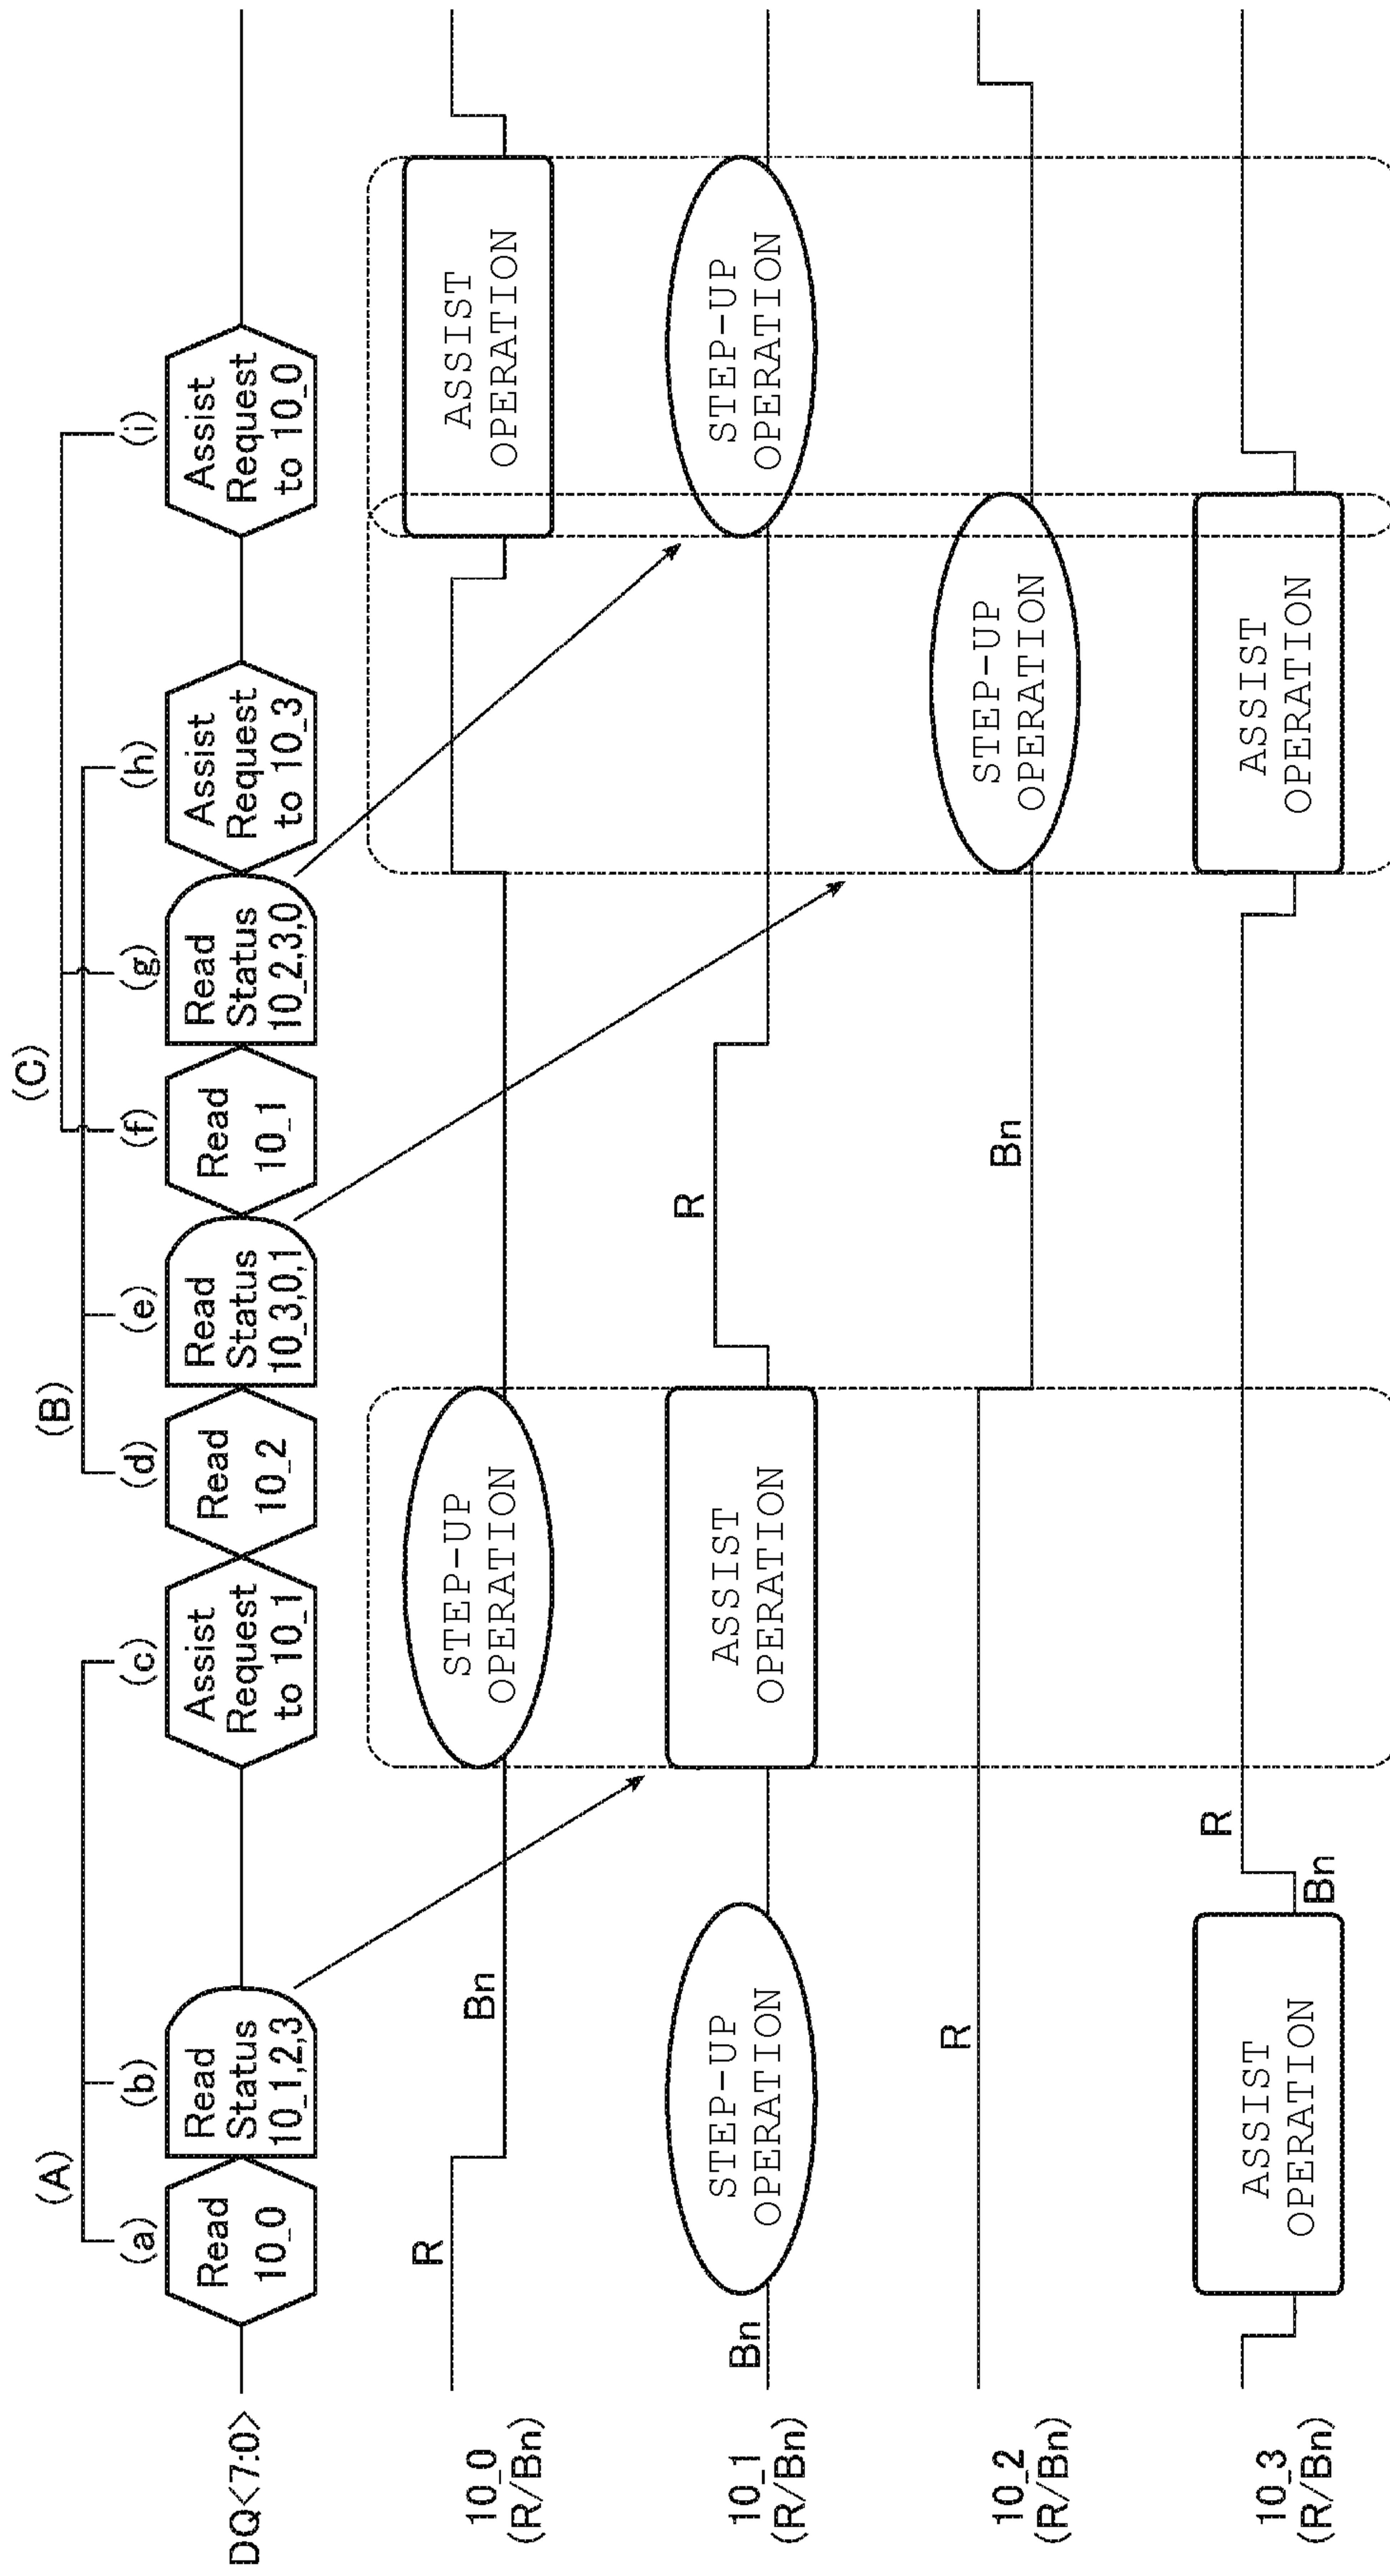 (A)
(B)
(C)
(a)
(b)
(c)
(d)
(e)
(f)
(g)
(h)
(i)
DQ<7:0>
Read
10_0
Read
Status
10_1,2,3
Assist
Request
to 10_1
Read
10_2
Read
Status
10_3,0,1
Read
10_1
Read
Status
10_2,3,0
Assist
Request
to 10_3
Assist
Request
to 10_0
10_0
(R/Bn)
R
Bn
STEP-UP
OPERATION
ASSIST
OPERATION
10_1
(R/Bn)
Bn
STEP-UP
OPERATION
ASSIST
OPERATION
R
STEP-UP
OPERATION
10_2
(R/Bn)
R
Bn
STEP-UP
OPERATION
10_3
(R/Bn)
ASSIST
OPERATION
Bn
R
ASSIST
OPERATION